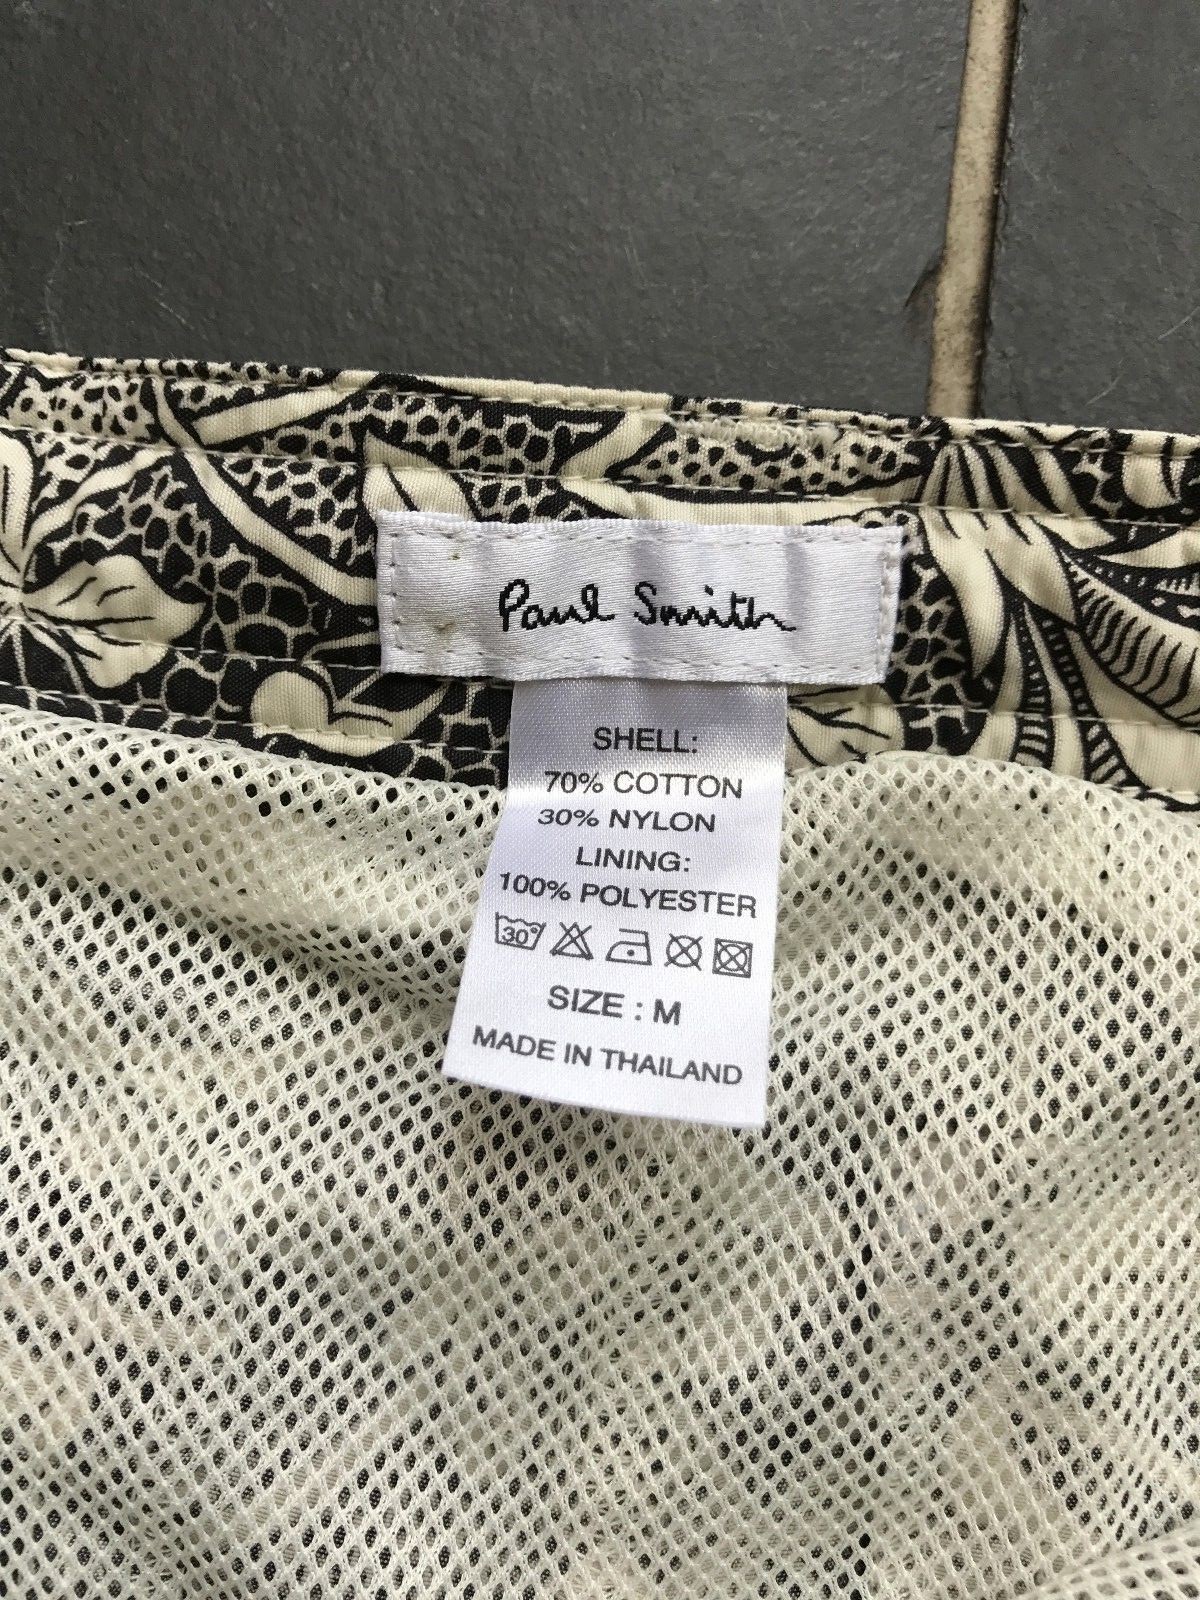 Paul Smith
SHELL:
70% COTTON
30% NYLON
LINING:
100% POLYESTER
30°
SIZE : M
MADE IN THAILAND